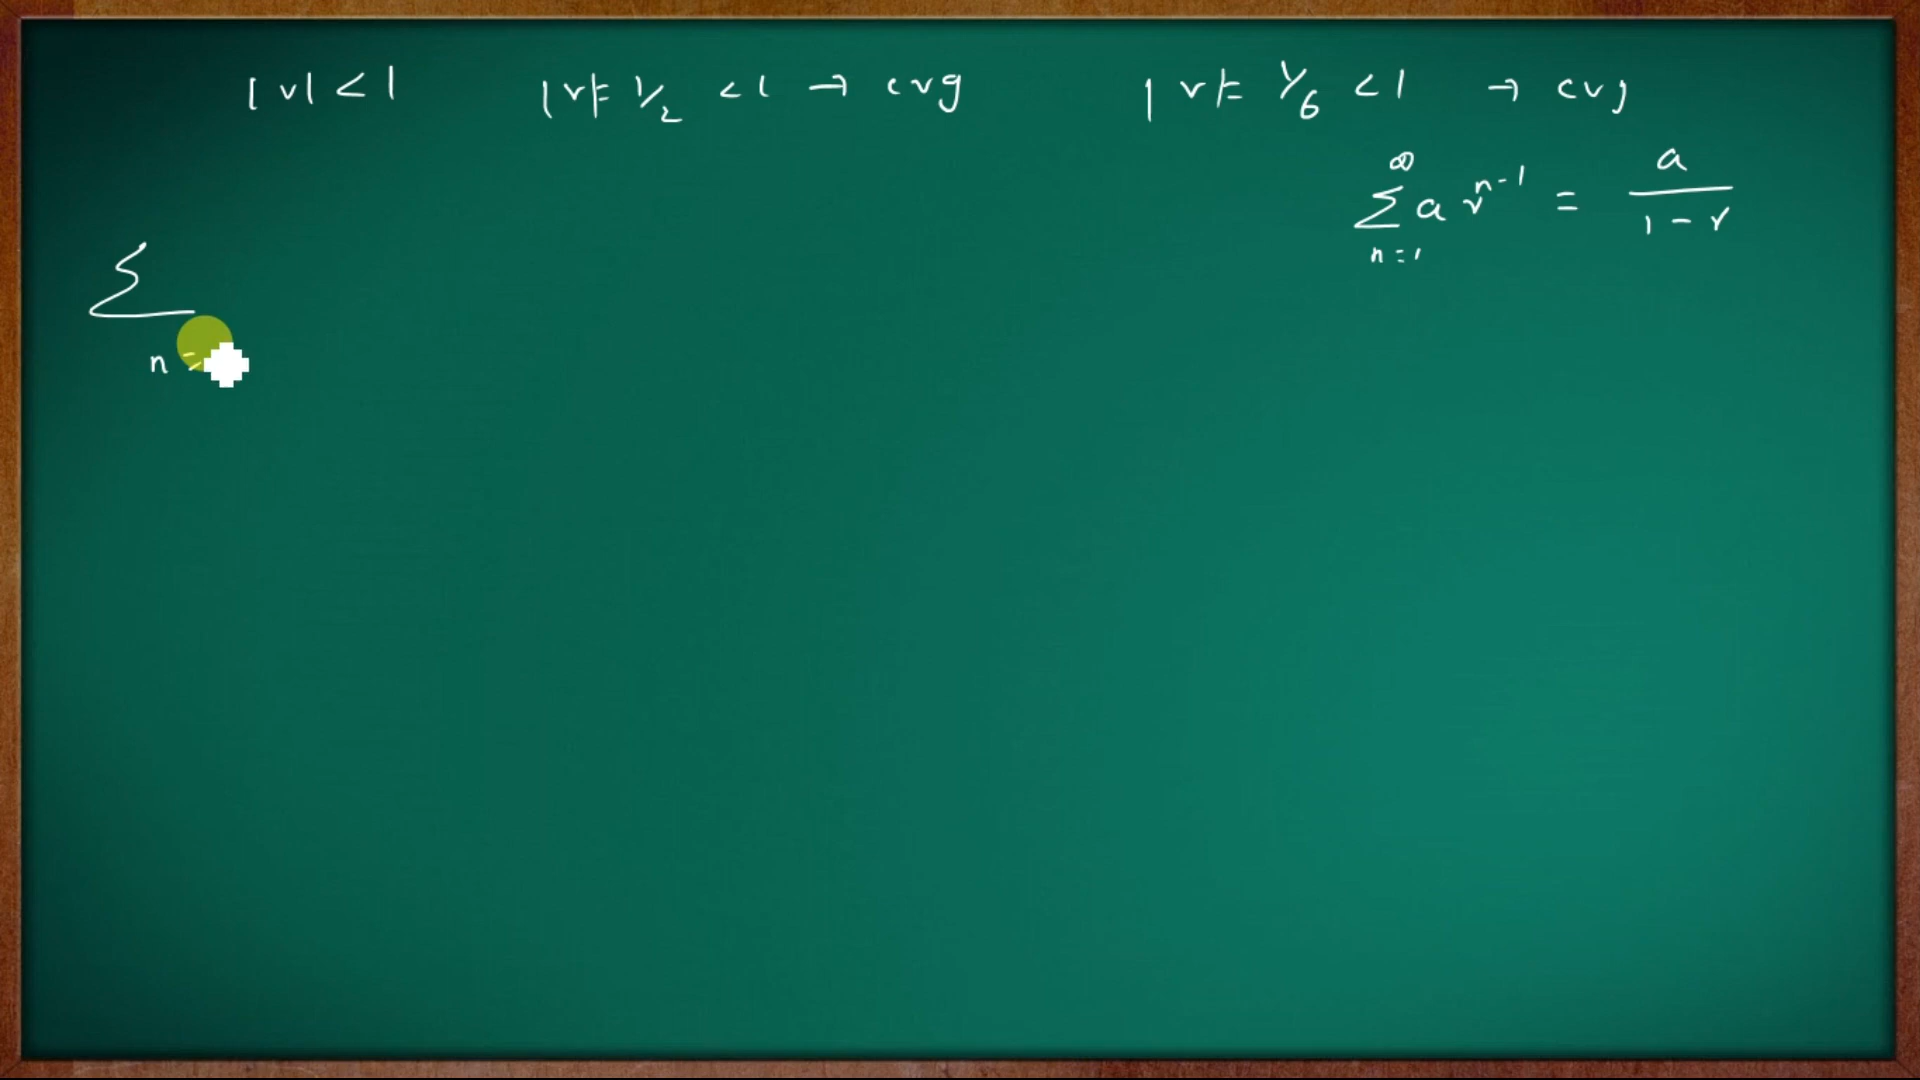 |r| < 1 |r| = 1/2 < 1 → cvg |r| = 1/6 < 1 → cvg
∞
∑ a r^{n-1} = a/(1-r)
n=1
∑
n =